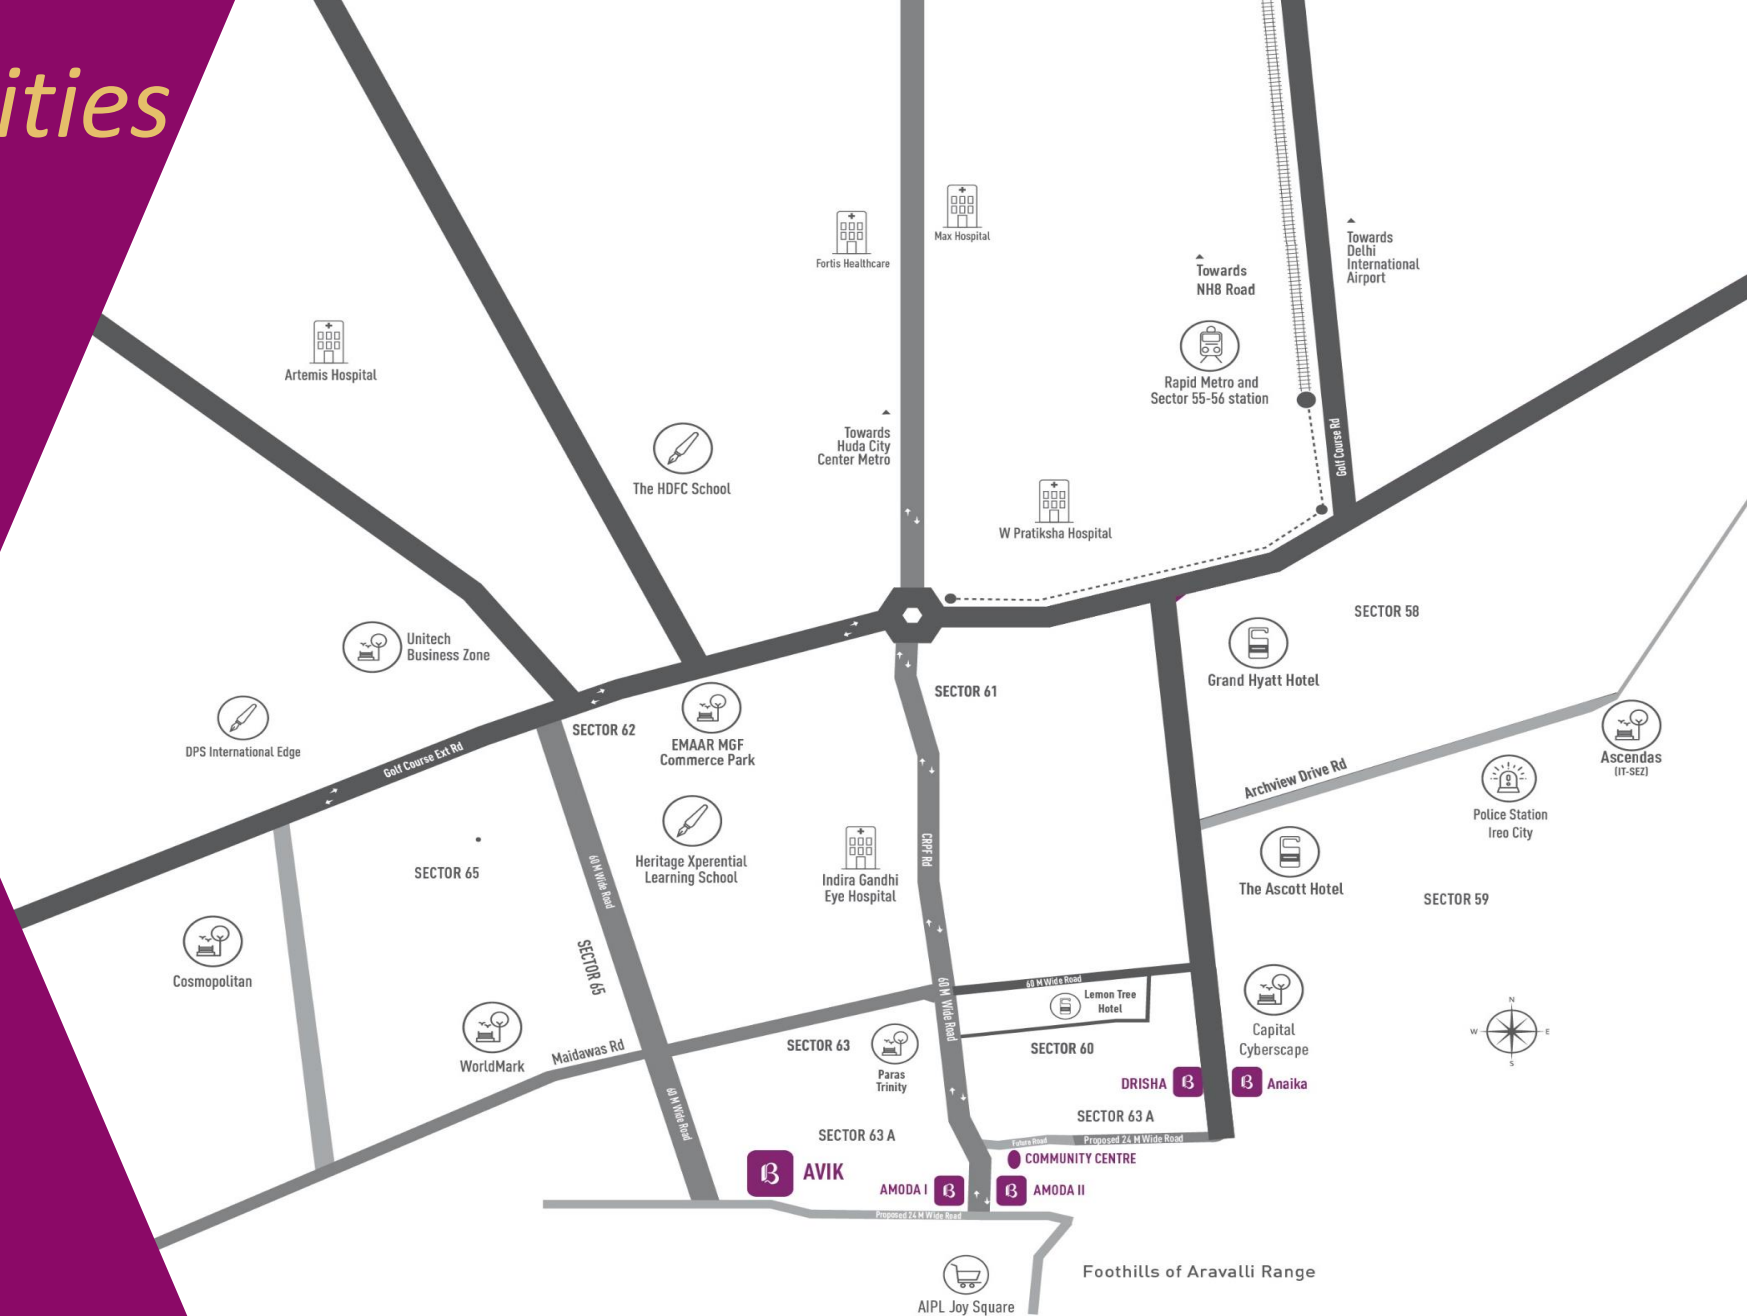 ities
Max Hospital
Fortis Healthcare
Towards
Delhi
International
Airport
Towards
NH8 Road
Artemis Hospital
Rapid Metro and
Sector 55-56 station
Golf Course Rd
Towards
Huda City
Center Metro
The HDFC School
W Pratiksha Hospital
SECTOR 58
Unitech
Business Zone
Grand Hyatt Hotel
SECTOR 61
DPS International Edge
SECTOR 62
EMAAR MGF
Commerce Park
Golf Course Ext Rd
Archview Drive Rd
Ascendas
(IT-SEZ)
Police Station
Ireo City
SECTOR 65
60 M Wide Road
Heritage Xperential
Learning School
CRPF Rd
Indira Gandhi
Eye Hospital
The Ascott Hotel
SECTOR 59
Cosmopolitan
SECTOR 65
60 M Wide Road
60 M Wide Road
Lemon Tree
Hotel
N
W
E
S
Capital
Cyberscape
WorldMark
Maidawas Rd
SECTOR 63
Paras
Trinity
SECTOR 60
DRISHA
B
B
Anaika
60 M Wide Road
SECTOR 63 A
SECTOR 63 A
Future Road
Proposed 24 M Wide Road
COMMUNITY CENTRE
B
AVIK
AMODA I
B
B
AMODA II
Proposed 24 M Wide Road
Foothills of Aravalli Range
AIPL Joy Square